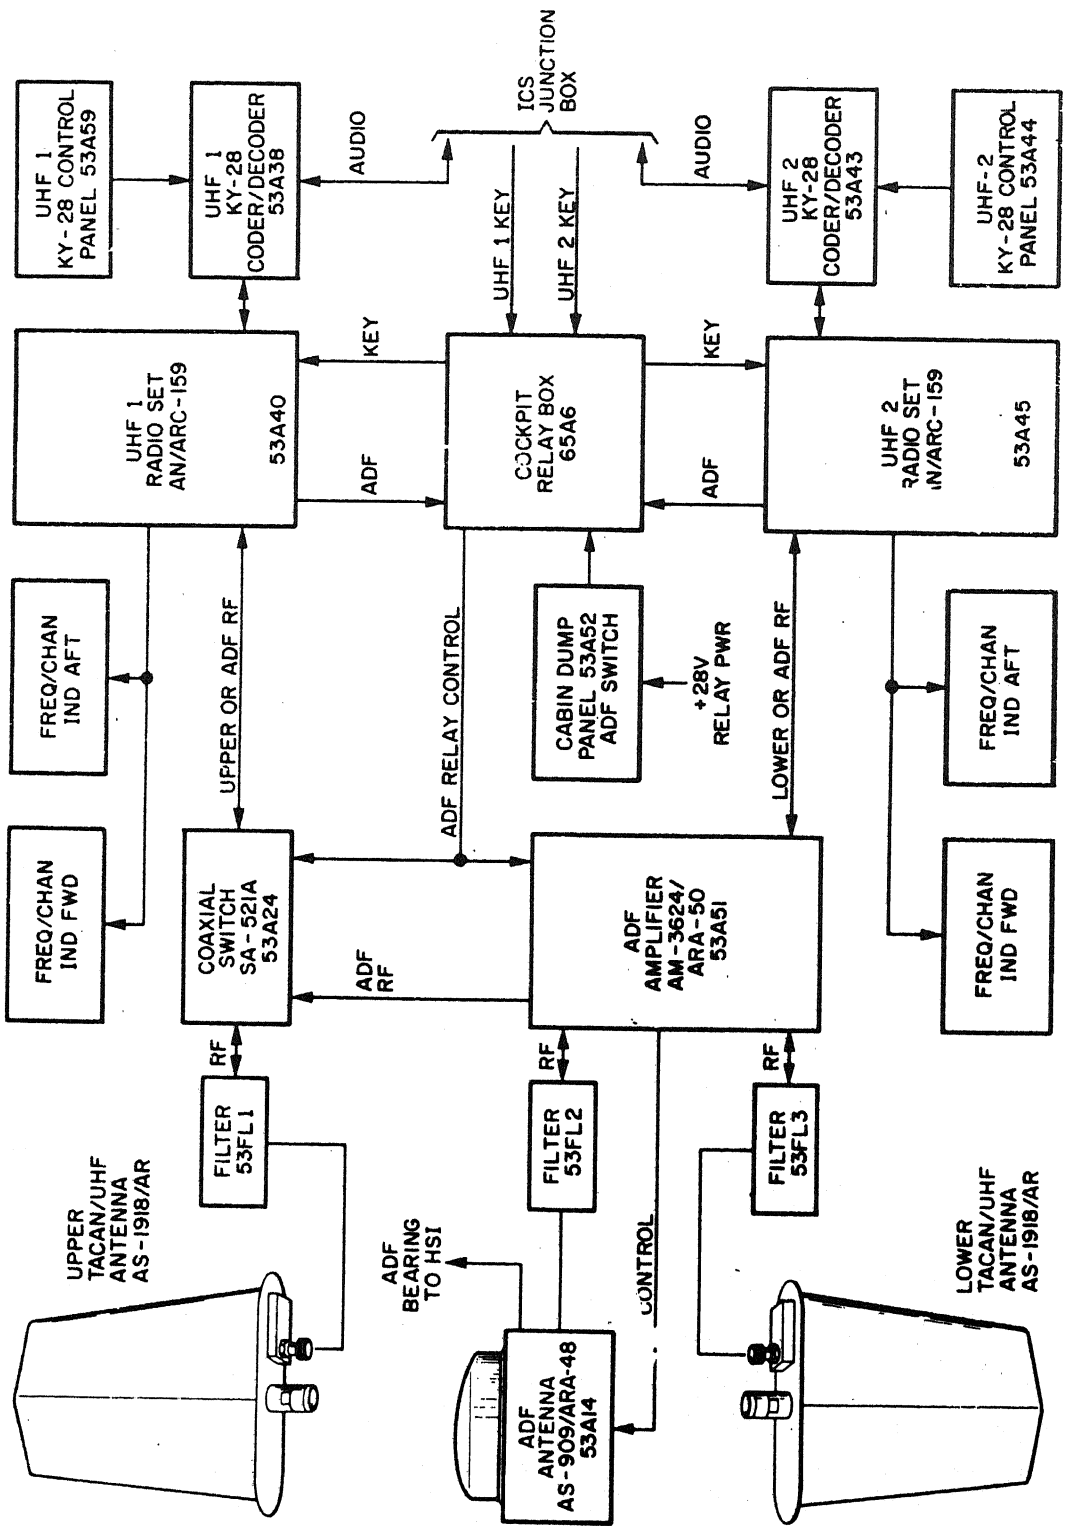 UPPER
TACAN/UHF
ANTENNA
AS-1918/AR
FREQ/CHAN
IND FWD
FREQ/CHAN
IND AFT
UHF 1
RADIO SET
AN/ARC-159
53A40
UHF 1
KY-28 CONTROL
PANEL 53A59
FILTER
53FL1
RF
COAXIAL
SWITCH
SA-521A
53A24
UPPER OR ADF RF
UHF 1
KY-28
CODER/DECODER
53A38
ADF
RF
ADF
KEY
AUDIO
ADF
BEARING
TO HSI
ADF RELAY CONTROL
COCKPIT
RELAY BOX
65A6
UHF 1 KEY
UHF 2 KEY
ICS
JUNCTION
BOX
ADF
ANTENNA
AS-909/ARA-48
53A14
FILTER
53FL2
RF
ADF
AMPLIFIER
AM-3624/
ARA-50
53A51
CABIN DUMP
PANEL 53A52
ADF SWITCH
+28V
RELAY PWR
CONTROL
ADF
KEY
AUDIO
FILTER
53FL3
RF
LOWER OR ADF RF
UHF 2
RADIO SET
AN/ARC-159
53A45
UHF 2
KY-28
CODER/DECODER
53A43
LOWER
TACAN/UHF
ANTENNA
AS-1918/AR
FREQ/CHAN
IND FWD
FREQ/CHAN
IND AFT
UHF-2
KY-28 CONTROL
PANEL 53A44